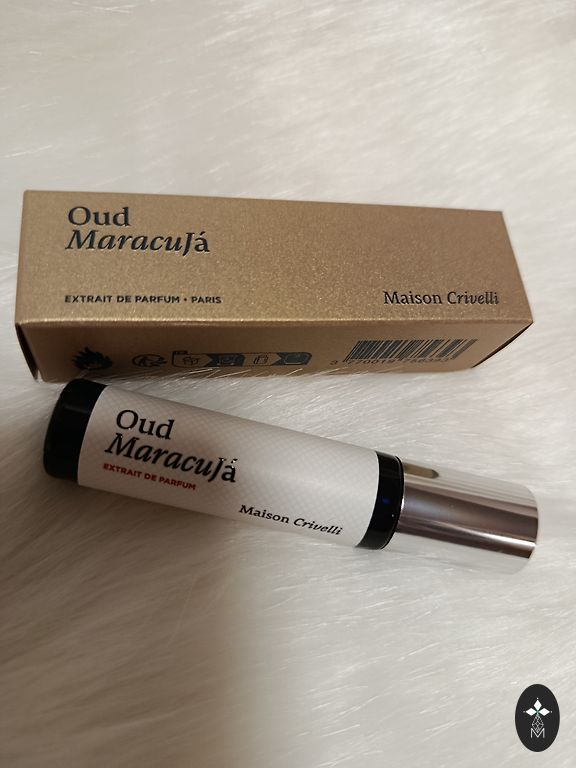 Oud
MaracuJá
EXTRAIT DE PARFUM • PARIS
Maison Crivelli
Oud
MaracuJá
EXTRAIT DE PARFUM
Maison Crivelli
M